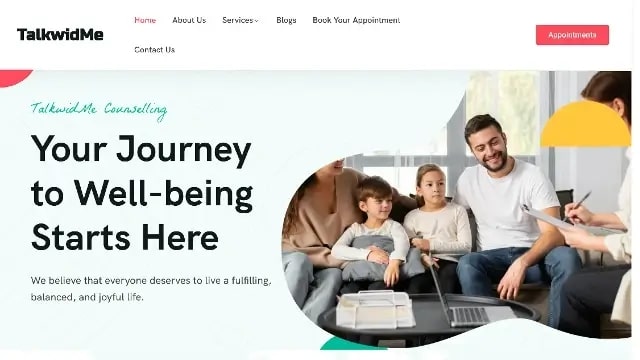 TalkwidMe
Home About Us Services Blogs Book Your Appointment
Contact Us
Appointments
TalkwidMe Counselling
Your Journey
to Well-being
Starts Here
We believe that everyone deserves to live a fulfilling,
balanced, and joyful life.